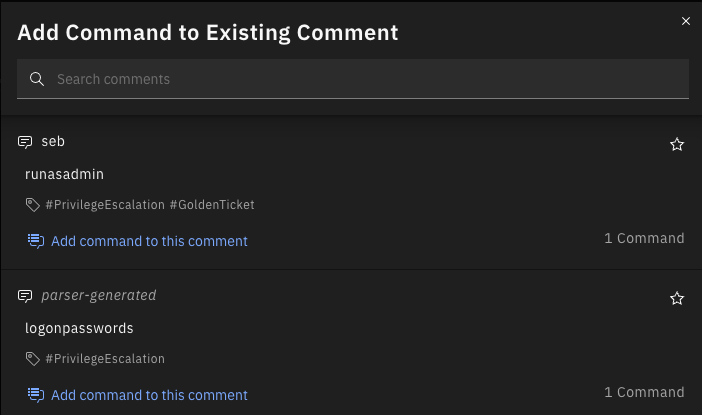 Add Command to Existing Comment
Search comments
seb
runasadmin
#PrivilegeEscalation #GoldenTicket
Add command to this comment
1 Command
parser-generated
logonpasswords
#PrivilegeEscalation
Add command to this comment
1 Command